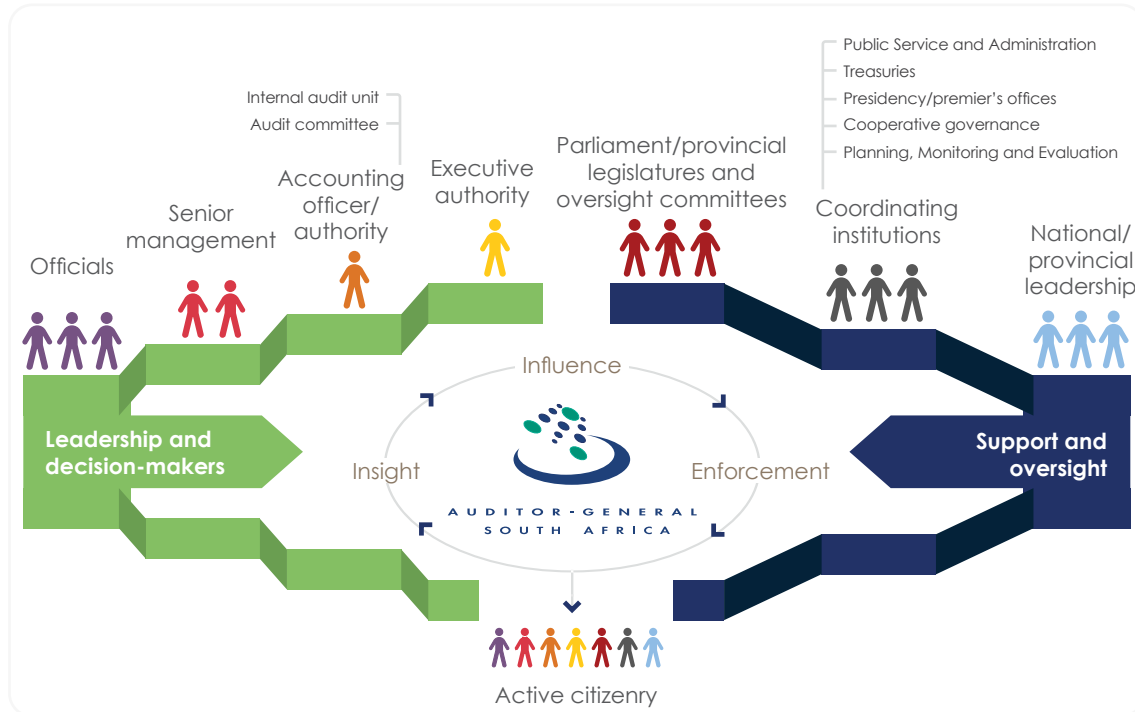 Internal audit unit
Audit committee
Public Service and Administration
Treasuries
Presidency/premier's offices
Cooperative governance
Planning, Monitoring and Evaluation
Officials
Senior
management
Accounting
officer/
authority
Executive
authority
Parliament/provincial
legislatures and
oversight committees
Coordinating
institutions
National/
provincial
leadership
Leadership and
decision-makers
Influence
Insight
Enforcement
AUDITOR-GENERAL
SOUTH AFRICA
Support and
oversight
Active citizenry